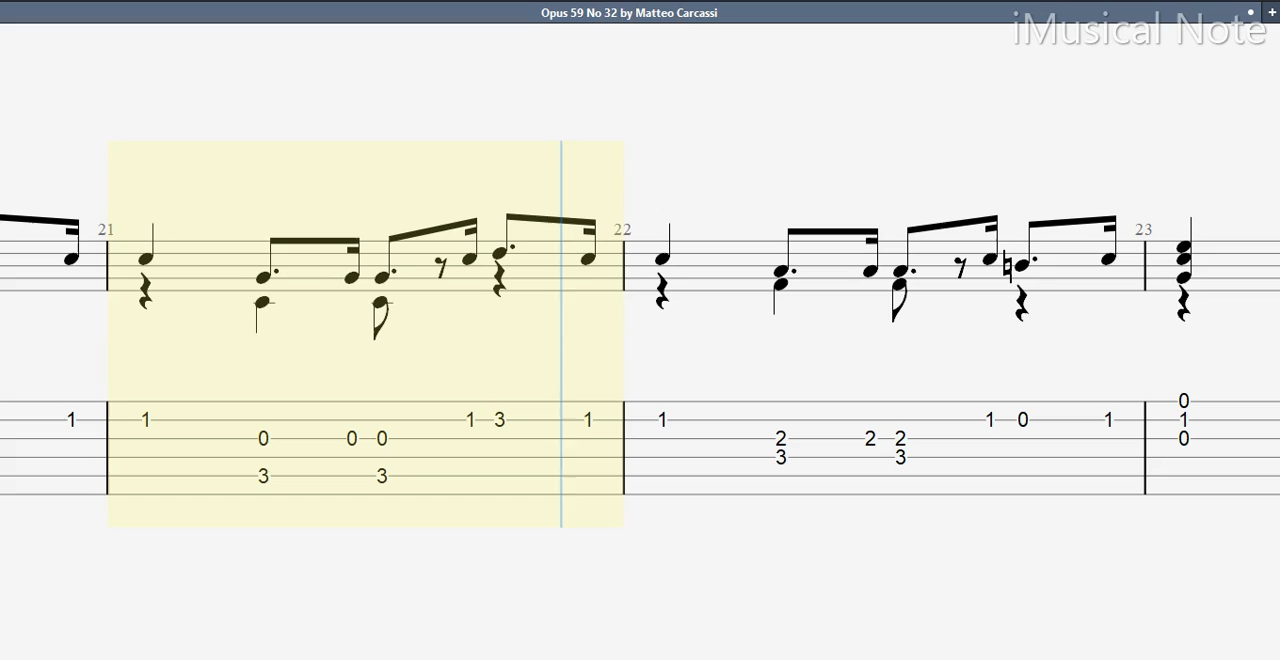 Opus 59 No 32 by Matteo Carcassi
+
iMusical Note
21 22 23
1 1 1 3 1 1 1 0 1 0
1
0 0 0 2 2 2 0
3 3
3 3